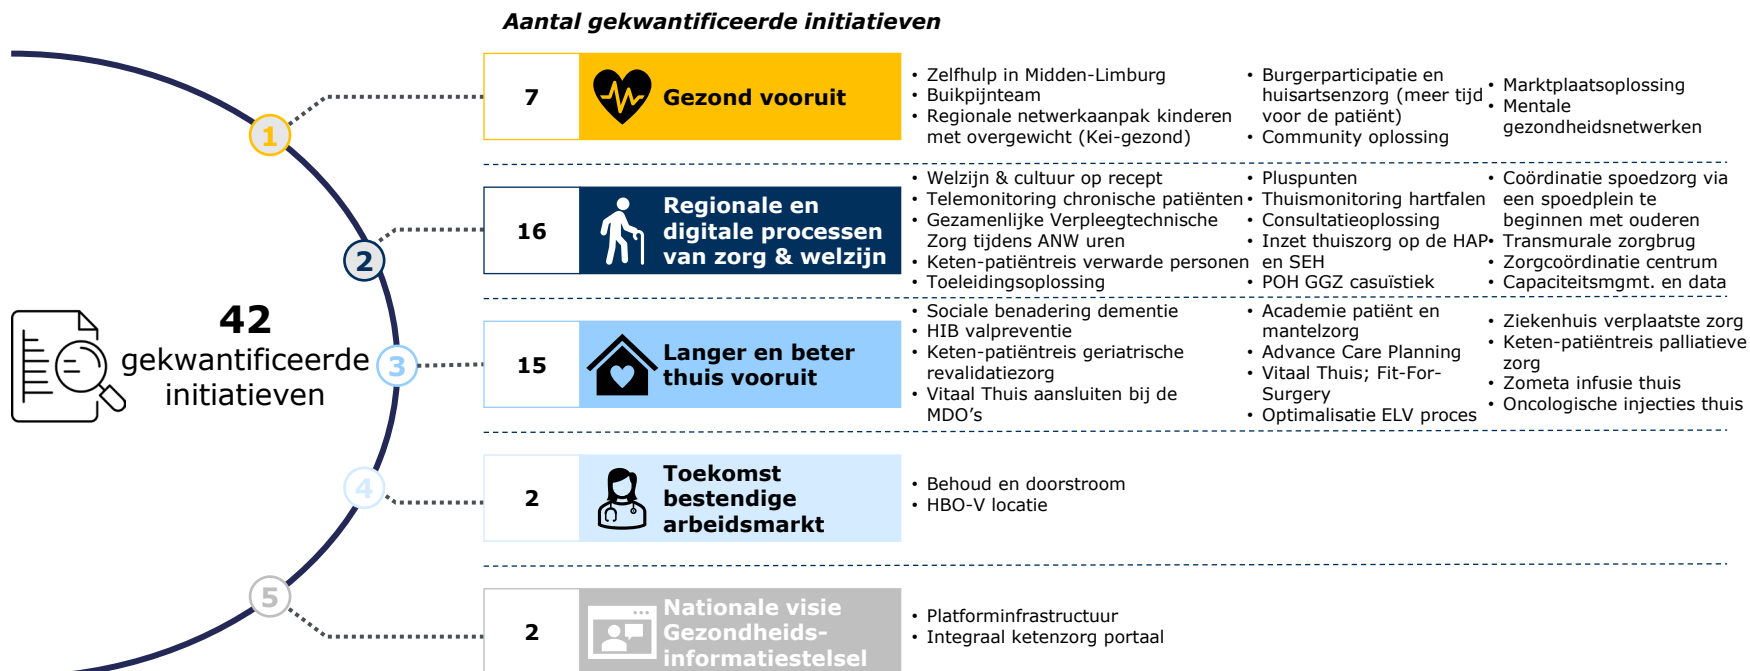 Aantal gekwantificeerde initiatieven
42
gekwantificeerde
initiatieven
1
7
Gezond vooruit
• Zelfhulp in Midden-Limburg
• Buikpijnteam
• Regionale netwerkaanpak kinderen
met overgewicht (Kei-gezond)
• Burgerparticipatie en
huisartsenzorg (meer tijd
voor de patiënt)
• Community oplossing
• Marktplaatsoplossing
• Mentale
gezondheidsnetwerken
2
16
Regionale en
digitale processen
van zorg & welzijn
• Welzijn & cultuur op recept
• Telemonitoring chronische patiënten
• Gezamenlijke Verpleegtechnische
Zorg tijdens ANW uren
• Keten-patiëntreis verwarde personen
• Toeleidingsoplossing
• Pluspunten
• Thuismonitoring hartfalen
• Consultatieoplossing
• Inzet thuiszorg op de HAP
en SEH
• POH GGZ casuïstiek
• Coördinatie spoedzorg via
een spoedplein te
beginnen met ouderen
• Transmurale zorgbrug
• Zorgcoördinatie centrum
• Capaciteitsmgmt. en data
3
15
Langer en beter
thuis vooruit
• Sociale benadering dementie
• HIB valpreventie
• Keten-patiëntreis geriatrische
revalidatiezorg
• Vitaal Thuis aansluiten bij de
MDO's
• Academie patiënt en
mantelzorg
• Advance Care Planning
• Vitaal Thuis; Fit-For-
Surgery
• Optimalisatie ELV proces
• Ziekenhuis verplaatste zorg
• Keten-patiëntreis palliatieve
zorg
• Zometa infusie thuis
• Oncologische injecties thuis
4
2
Toekomst
bestendige
arbeidsmarkt
• Behoud en doorstroom
• HBO-V locatie
5
2
Nationale visie
Gezondheids-
informatiestelsel
• Platforminfrastructuur
• Integraal ketenzorg portaal